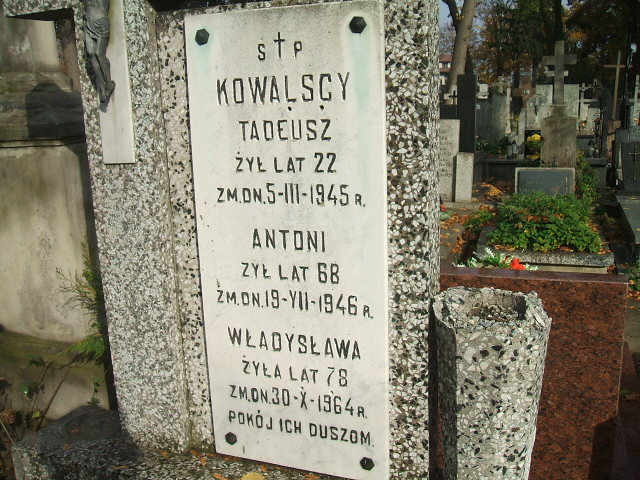 S † P
KOWALSCY
TADEUSZ
ŻYŁ LAT 22
ZM.DN.5-III-1945 R.
ANTONI
ŻYŁ LAT 68
ZM.DN.19-VII-1946 R.
WŁADYSŁAWA
ŻYŁA LAT 78
ZM.DN.30-X-1964 R.
POKÓJ ICH DUSZOM.